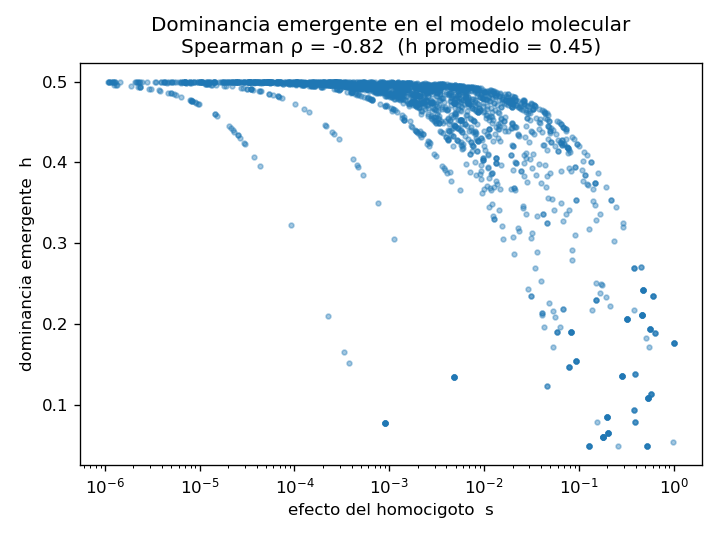 Dominancia emergente en el modelo molecular
Spearman ρ = -0.82  (h promedio = 0.45)
dominancia emergente  h
0.5
0.4
0.3
0.2
0.1
10⁻⁶ 10⁻⁵ 10⁻⁴ 10⁻³ 10⁻² 10⁻¹ 10⁰
efecto del homocigoto  s